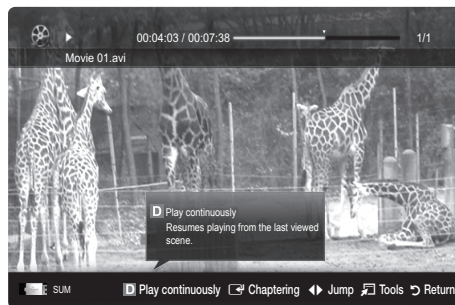 00:04:03 / 00:07:38 1/1
Movie 01.avi
D Play continuously
Resumes playing from the last viewed
scene.
SUM D Play continuously Chaptering Jump Tools Return